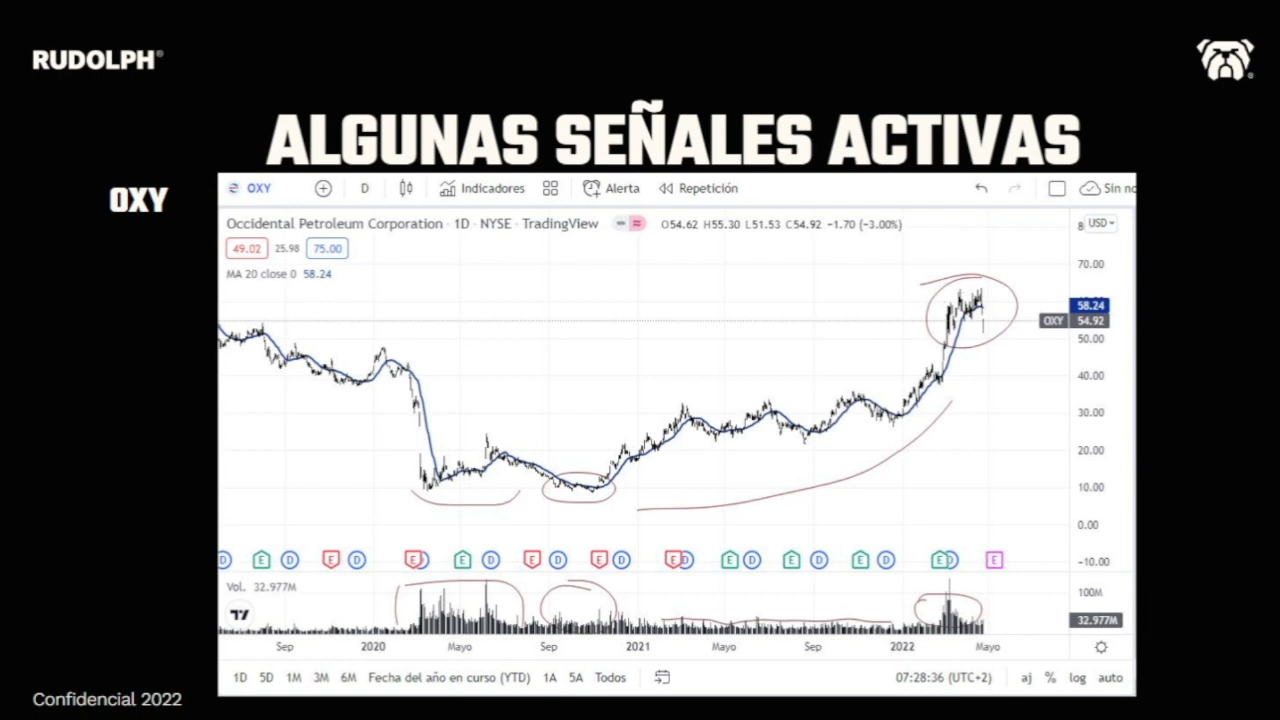 RUDOLPH®
ALGUNAS SEÑALES ACTIVAS
OXY
OXY D Indicadores Alerta Repetición Sin no
Occidental Petroleum Corporation · 1D · NYSE · TradingView O54.62 H55.30 L51.53 C54.92 −1.70 (−3.00%) 8 USD
49.02 25.98 75.00
MA 20 close 0 58.24
70.00
58.24
OXY 54.92
50.00
40.00
30.00
20.00
10.00
0.00
−10.00
D E D E D E D E D E D E D E D E D E D E D E
Vol. 32.977M
100M
32.977M
Sep 2020 Mayo Sep 2021 Mayo Sep 2022 Mayo
1D 5D 1M 3M 6M Fecha del año en curso (YTD) 1A 5A Todos 07:28:36 (UTC+2) aj % log auto
Confidencial 2022